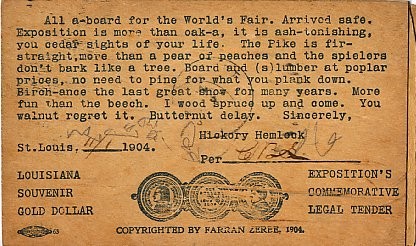 All a-board for the World's Fair. Arrived safe.
Exposition is more than oak-a, it is ash-tonishing,
you cedar sights of your life. The Pike is fir-
straight, more than a pear of peaches and the spielers
don't bark like a tree. Board and (s)lumber at poplar
prices, no need to pine for what you plank down.
Birch-ance the last great show for many years. More
fun than the beech. I wood spruce up and come. You
walnut regret it. Butternut delay. Sincerely,
Hickory Hemlock
St. Louis, 1904.
Per
LOUISIANA
SOUVENIR
GOLD DOLLAR
EXPOSITION'S
COMMEMORATIVE
LEGAL TENDER
COPYRIGHTED BY FARRAN ZERBE, 1904.